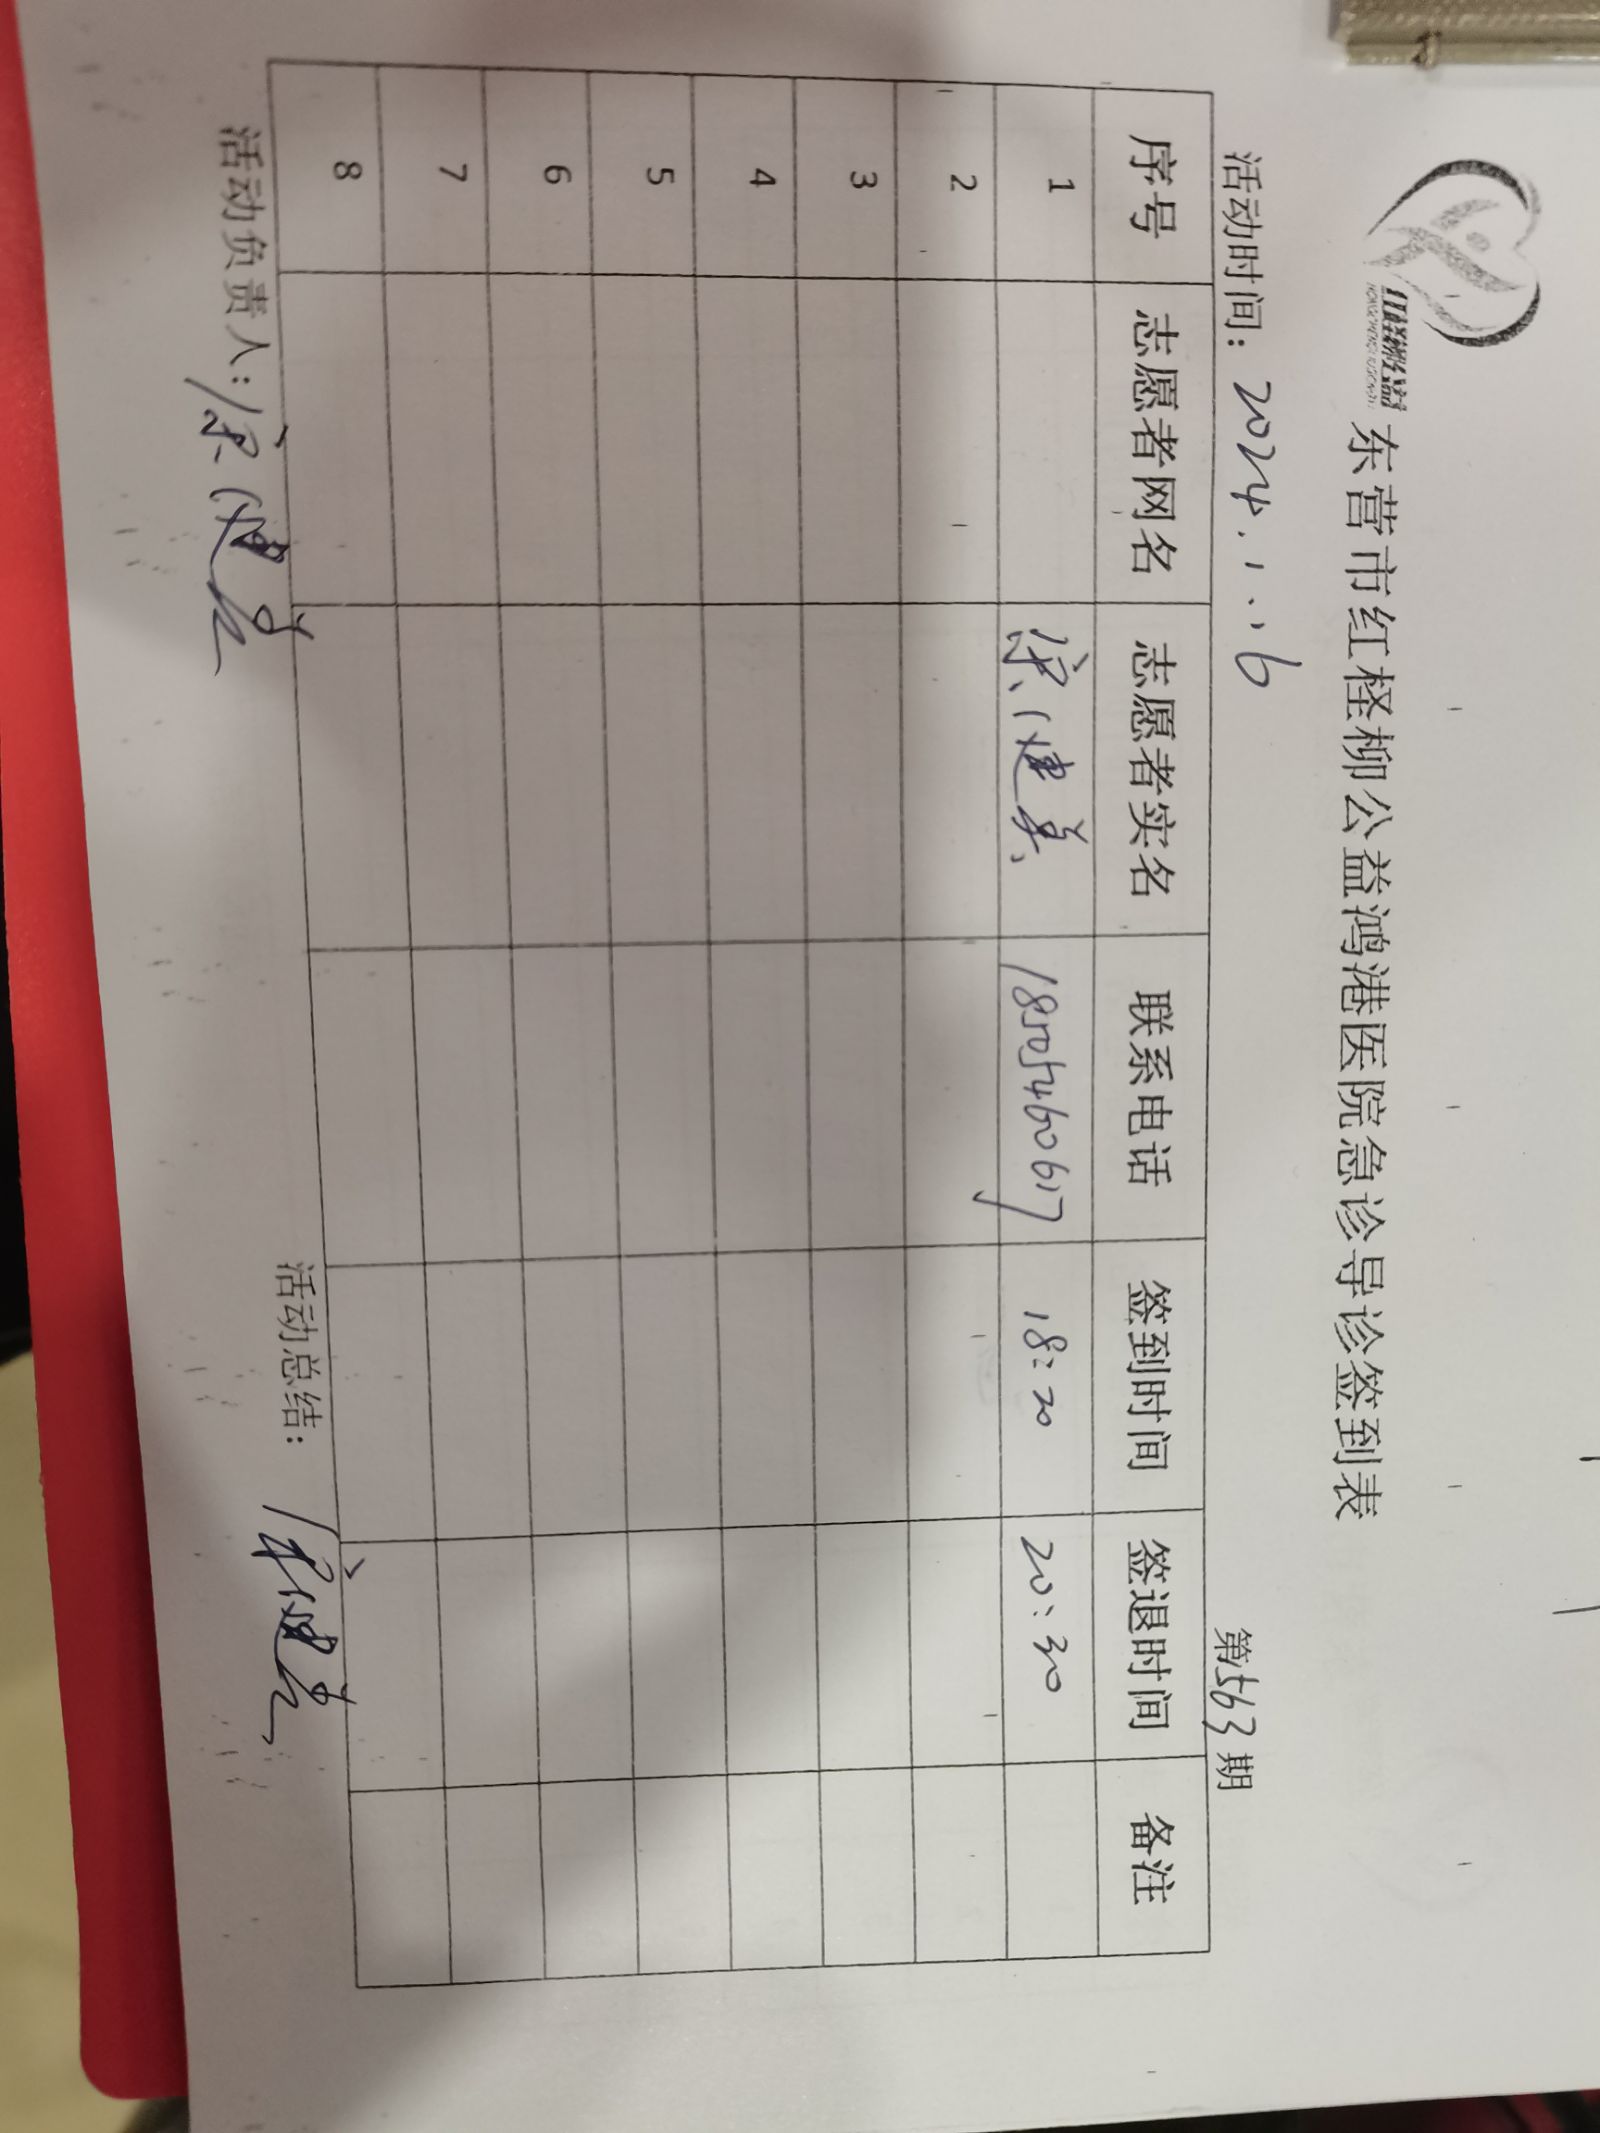 东营市红柽柳公益鸿港医院急诊导诊签到表
活动时间：2024.1.16 第563期
序号 志愿者网名 志愿者实名 联系电话 签到时间 签退时间 备注
1 健美 18505460617 18:20 20:30
2
3
4
5
6
7
8
活动负责人： 活动总结：